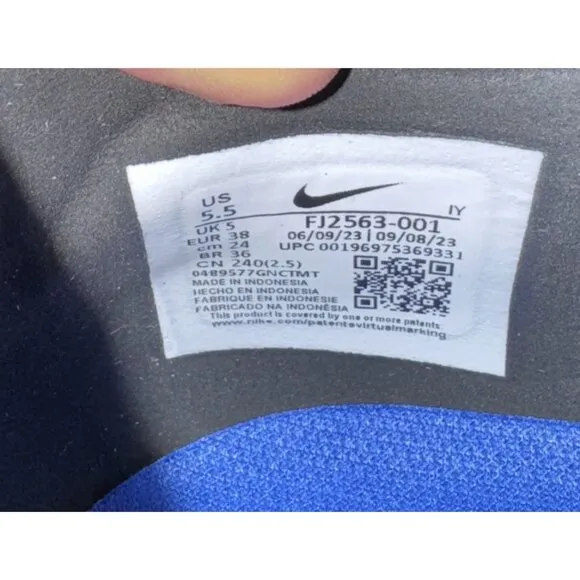 US
5.5
UK 5
EUR 38
cm 24
BR 36
CN 240(2.5)
IY
FJ2563-001
06/09/23 | 09/08/23
UPC 00196975369331
0489577GNCTMT
MADE IN INDONESIA
HECHO EN INDONESIA
FABRIQUE EN INDONESIE
FABRICADO NA INDONÉSIA
This product is covered by one or more patents:
www.nike.com/patentsvirtualmarking